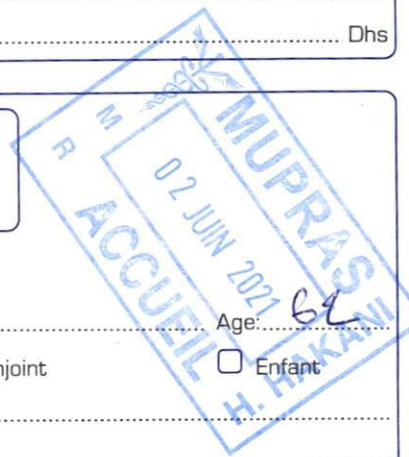 Dhs
MUPRAS
M R
02 JUIN 2021
ACCUEIL
H. HAKANI
Age: 62
njoint
Enfant